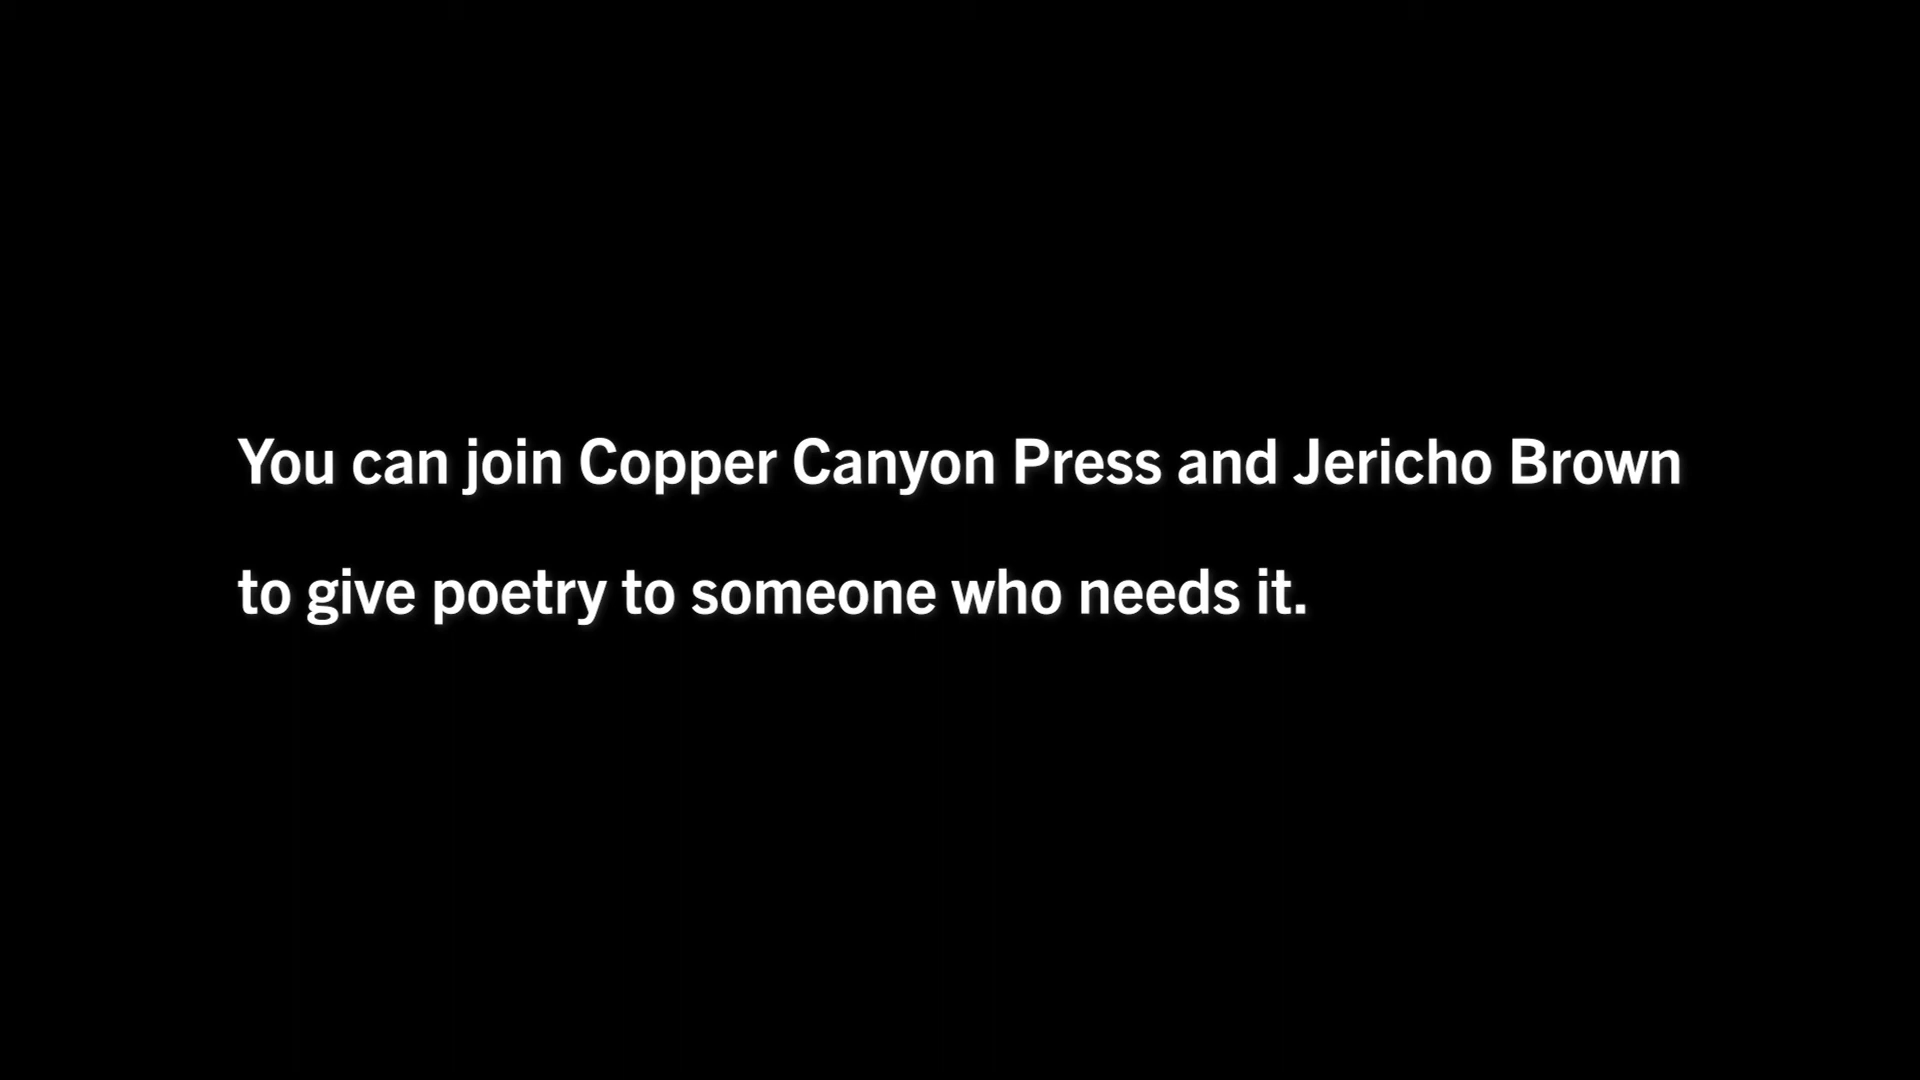 You can join Copper Canyon Press and Jericho Brown
to give poetry to someone who needs it.